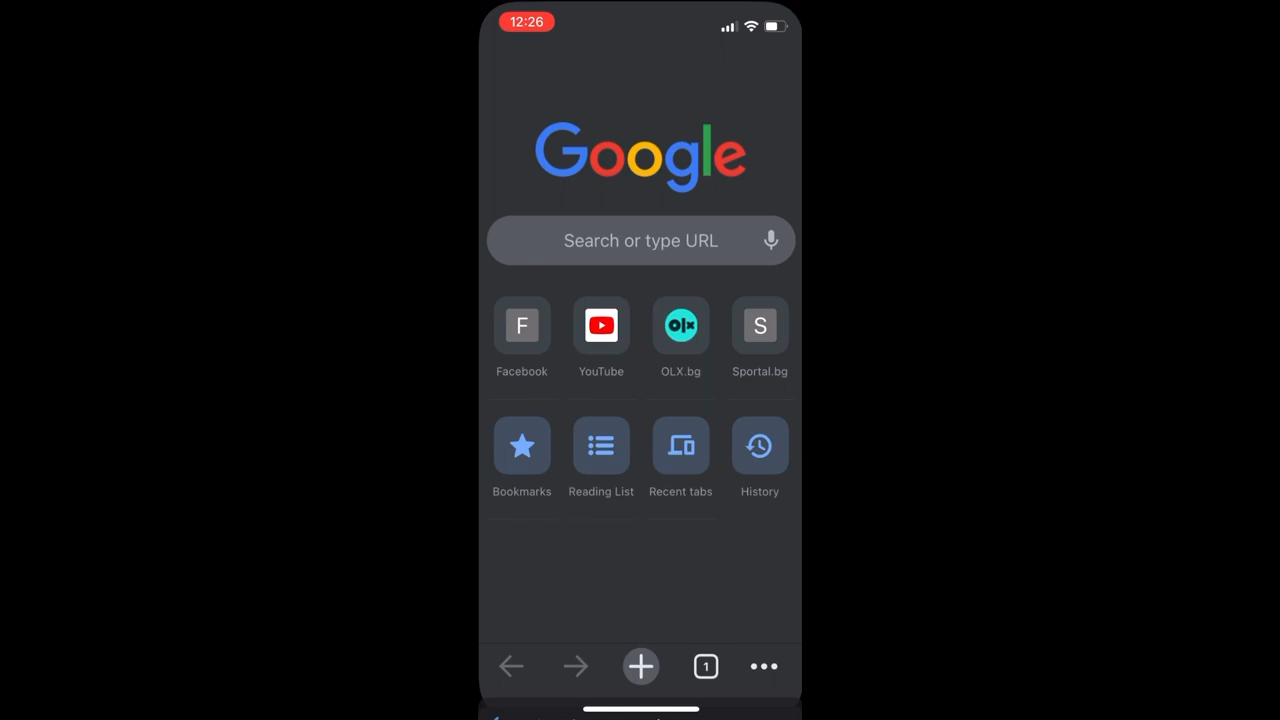 12:26
Google
Search or type URL
F
olx
S
Facebook
YouTube
OLX.bg
Sportal.bg
Bookmarks
Reading List
Recent tabs
History
1